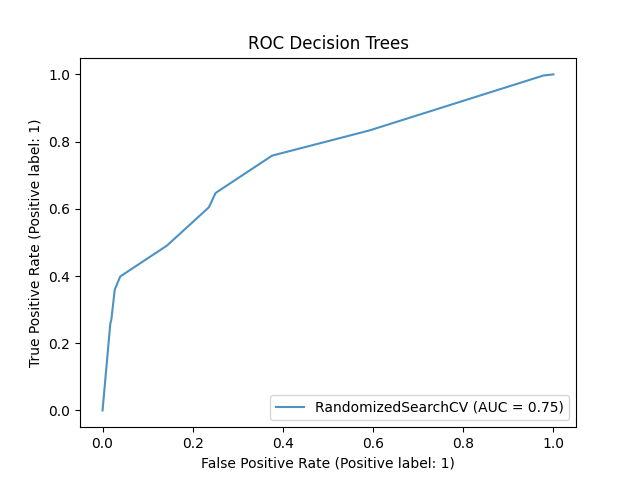 ROC Decision Trees
True Positive Rate (Positive label: 1)
1.0
0.8
0.6
0.4
0.2
0.0
RandomizedSearchCV (AUC = 0.75)
0.0 0.2 0.4 0.6 0.8 1.0
False Positive Rate (Positive label: 1)